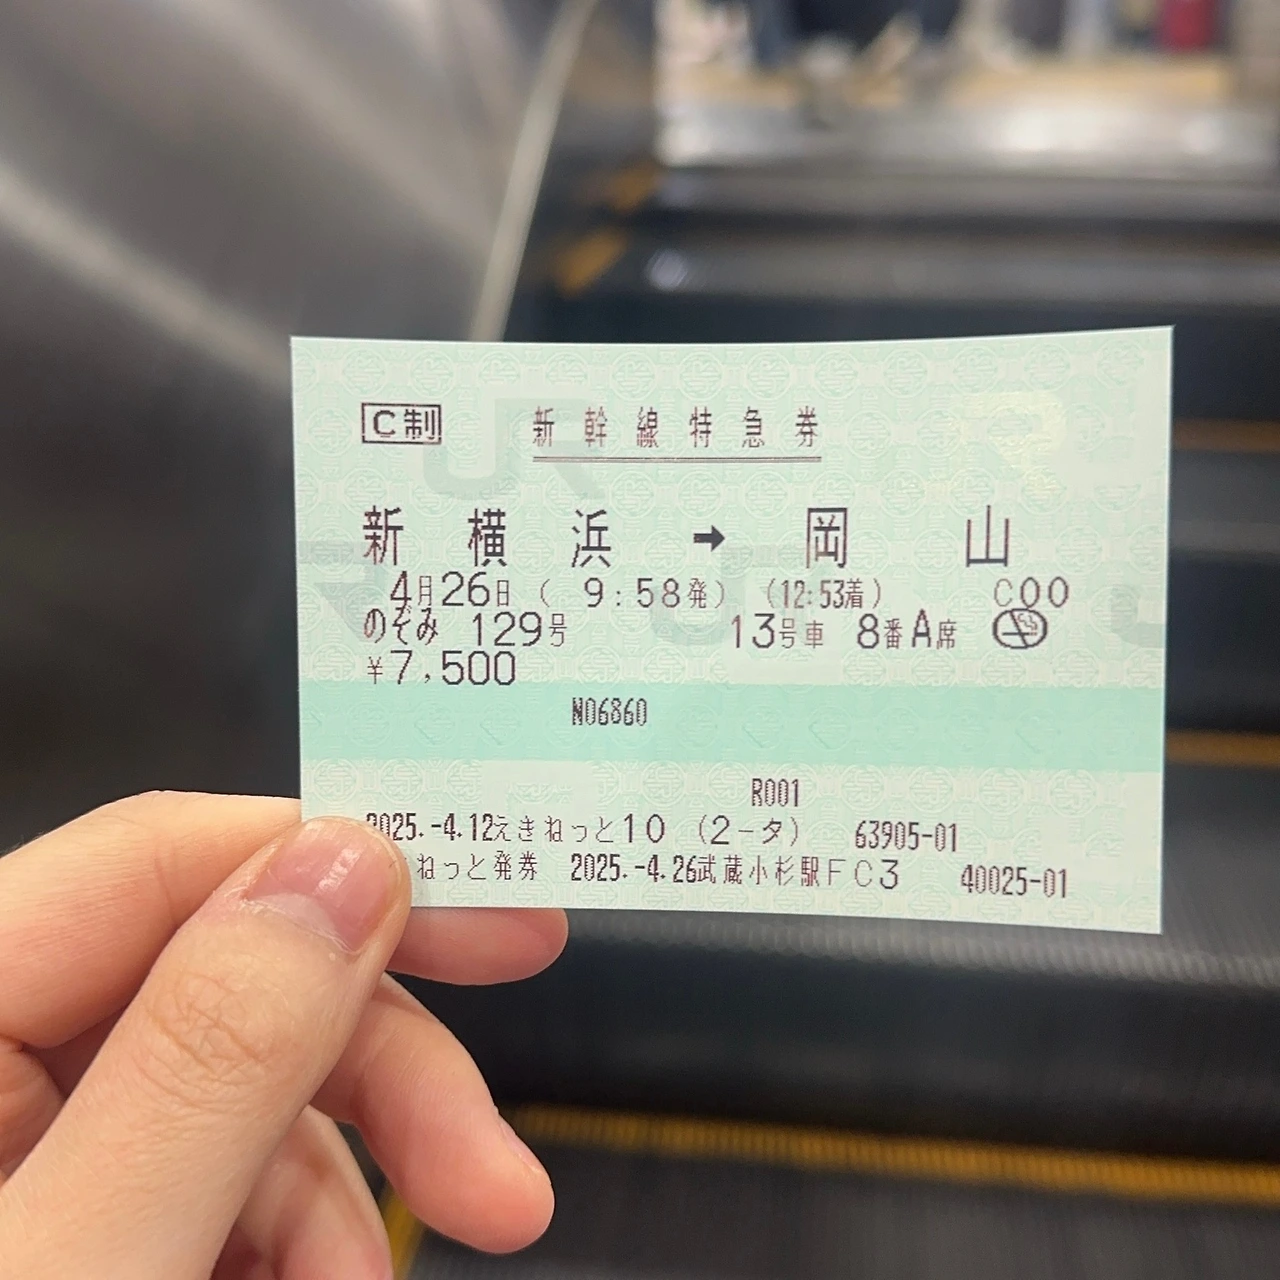 C制 新幹線特急券
新横浜 ➡ 岡山
4月26日 ( 9:58発) (12:53着) C00
のぞみ 129号 13号車 8番A席
¥7,500
N06860
R001
2025.-4.12えきねっと10 (2-タ) 63905-01
ねっと発券 2025.-4.26武蔵小杉駅FC3 40025-01